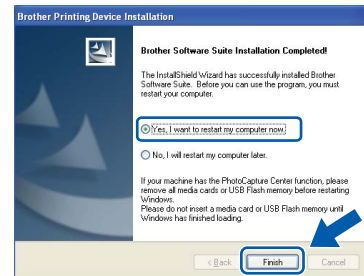 Brother Printing Device Installation
Brother Software Suite Installation Completed!
The InstallShield Wizard has successfully installed Brother
Software Suite. Before you can use the program, you must
restart your computer.
Yes, I want to restart my computer now.
No, I will restart my computer later.
If your machine has the PhotoCapture Center function, please
remove all media cards or USB Flash memory before restarting
Windows.
Please do not insert a media card or USB Flash memory until
Windows has finished loading.
< Back
Finish
Cancel